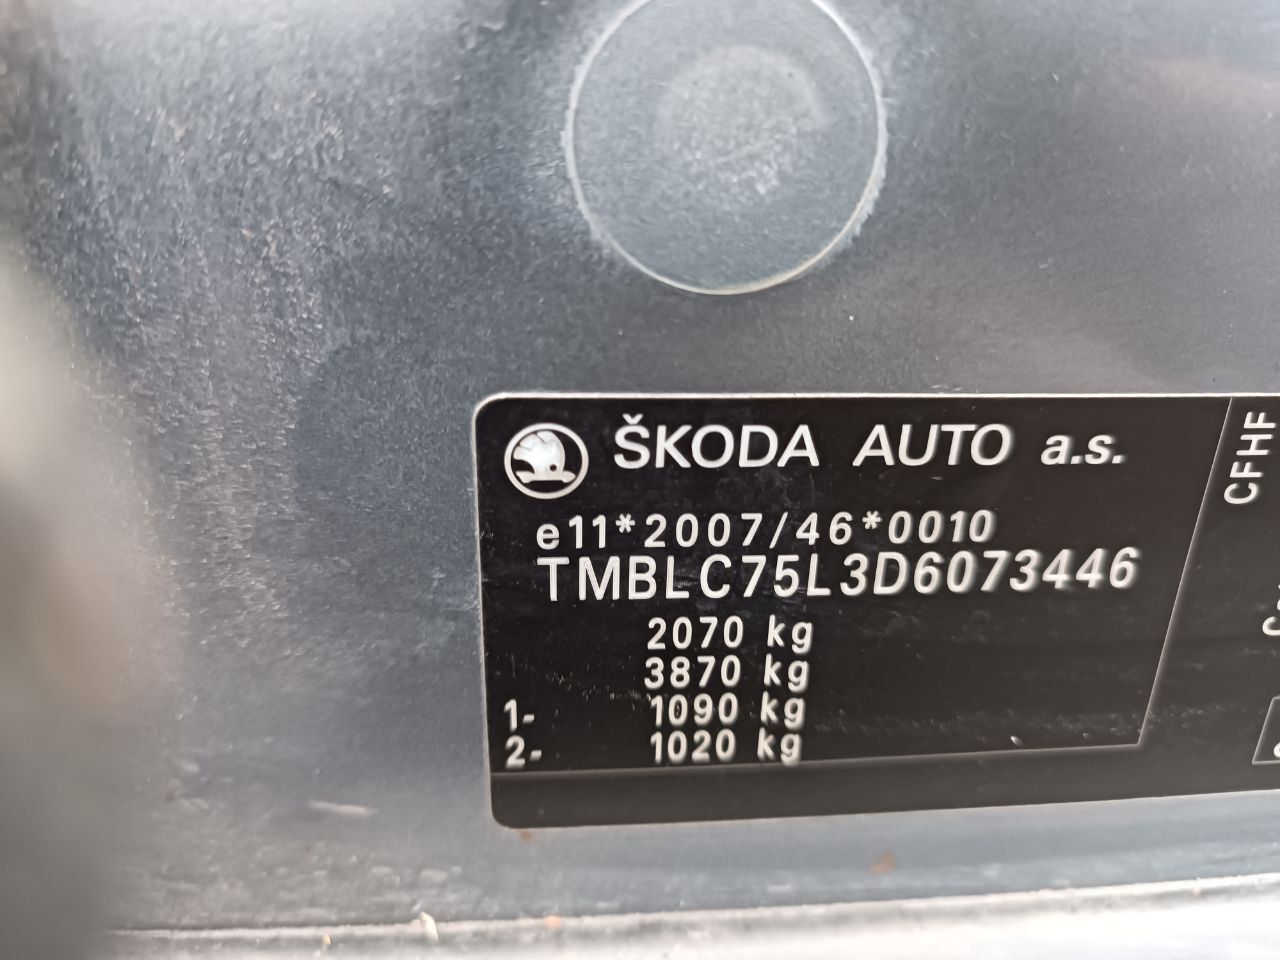 ŠKODA AUTO a.s.
e11*2007/46*0010
TMBLC75L3D6073446
2070 kg
3870 kg
1- 1090 kg
2- 1020 kg
CFHF